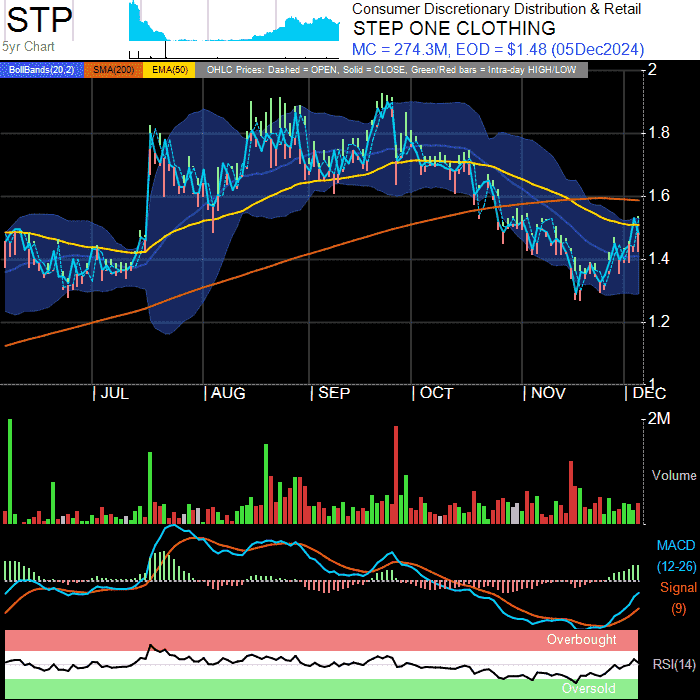 STP
5yr Chart
Consumer Discretionary Distribution & Retail
STEP ONE CLOTHING
MC = 274.3M, EOD = $1.48 (05Dec2024)
BollBands(20,2) SMA(200) EMA(50) OHLC Prices: Dashed = OPEN, Solid = CLOSE, Green/Red bars = Intra-day HIGH/LOW
2
1.8
1.6
1.4
1.2
1
| JUL | AUG | SEP | OCT | NOV | DEC
2M
Volume
MACD
(12-26)
Signal
(9)
Overbought
RSI(14)
Oversold